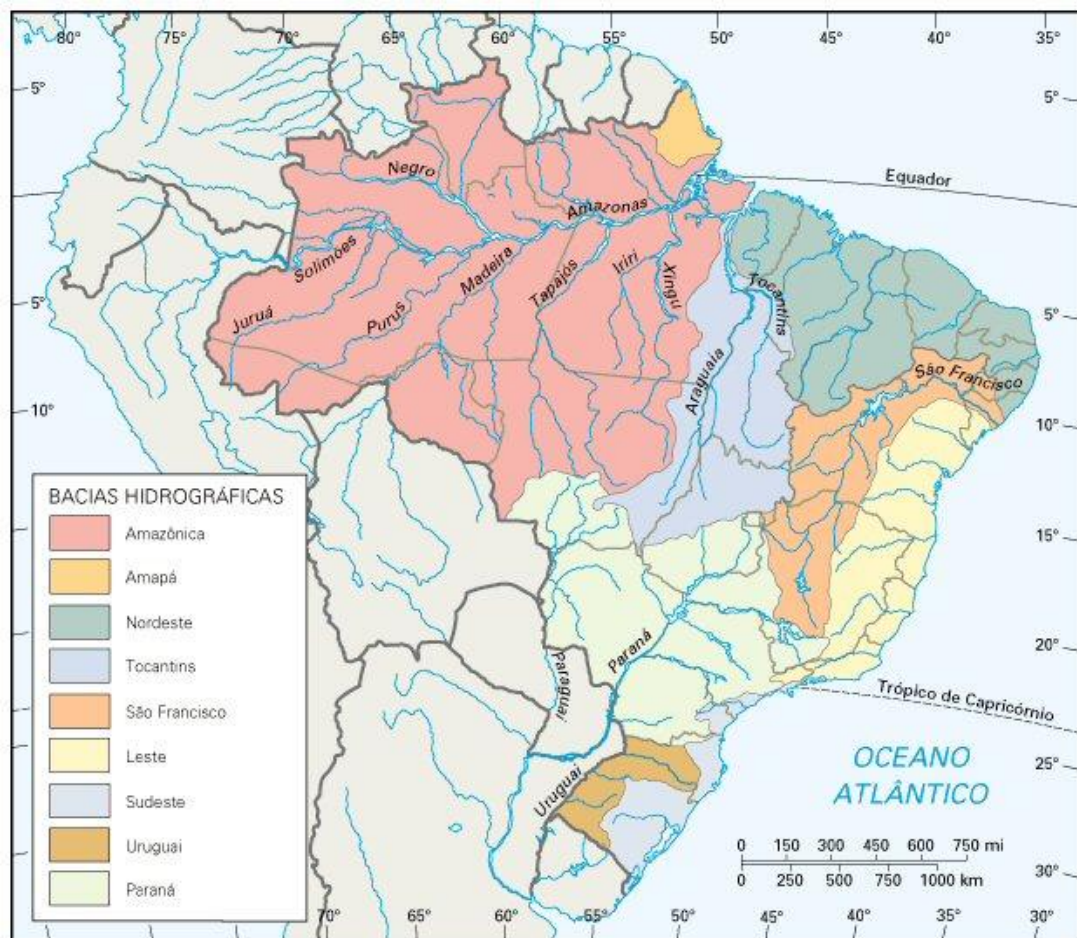 80° 75° 70° 65° 60° 55° 50° 45° 40° 35°
5° 5°
Negro
Equador
Amazonas
Solimões
Madeira
Tapajós
Iriri
Xingu
Tocantins
Juruá
Purus
5° 5°
Araguaia
São Francisco
10° 10°
BACIAS HIDROGRÁFICAS
Amazônica
Amapá
Nordeste
Tocantins
São Francisco
Leste
Sudeste
Uruguai
Paraná
15°
20°
Paraná
Paraguai
Trópico de Capricórnio
Uruguai
25°
OCEANO
ATLÂNTICO
0 150 300 450 600 750 mi
0 250 500 750 1000 km
30°
70° 65° 60° 55° 50° 45° 40° 35° 30°